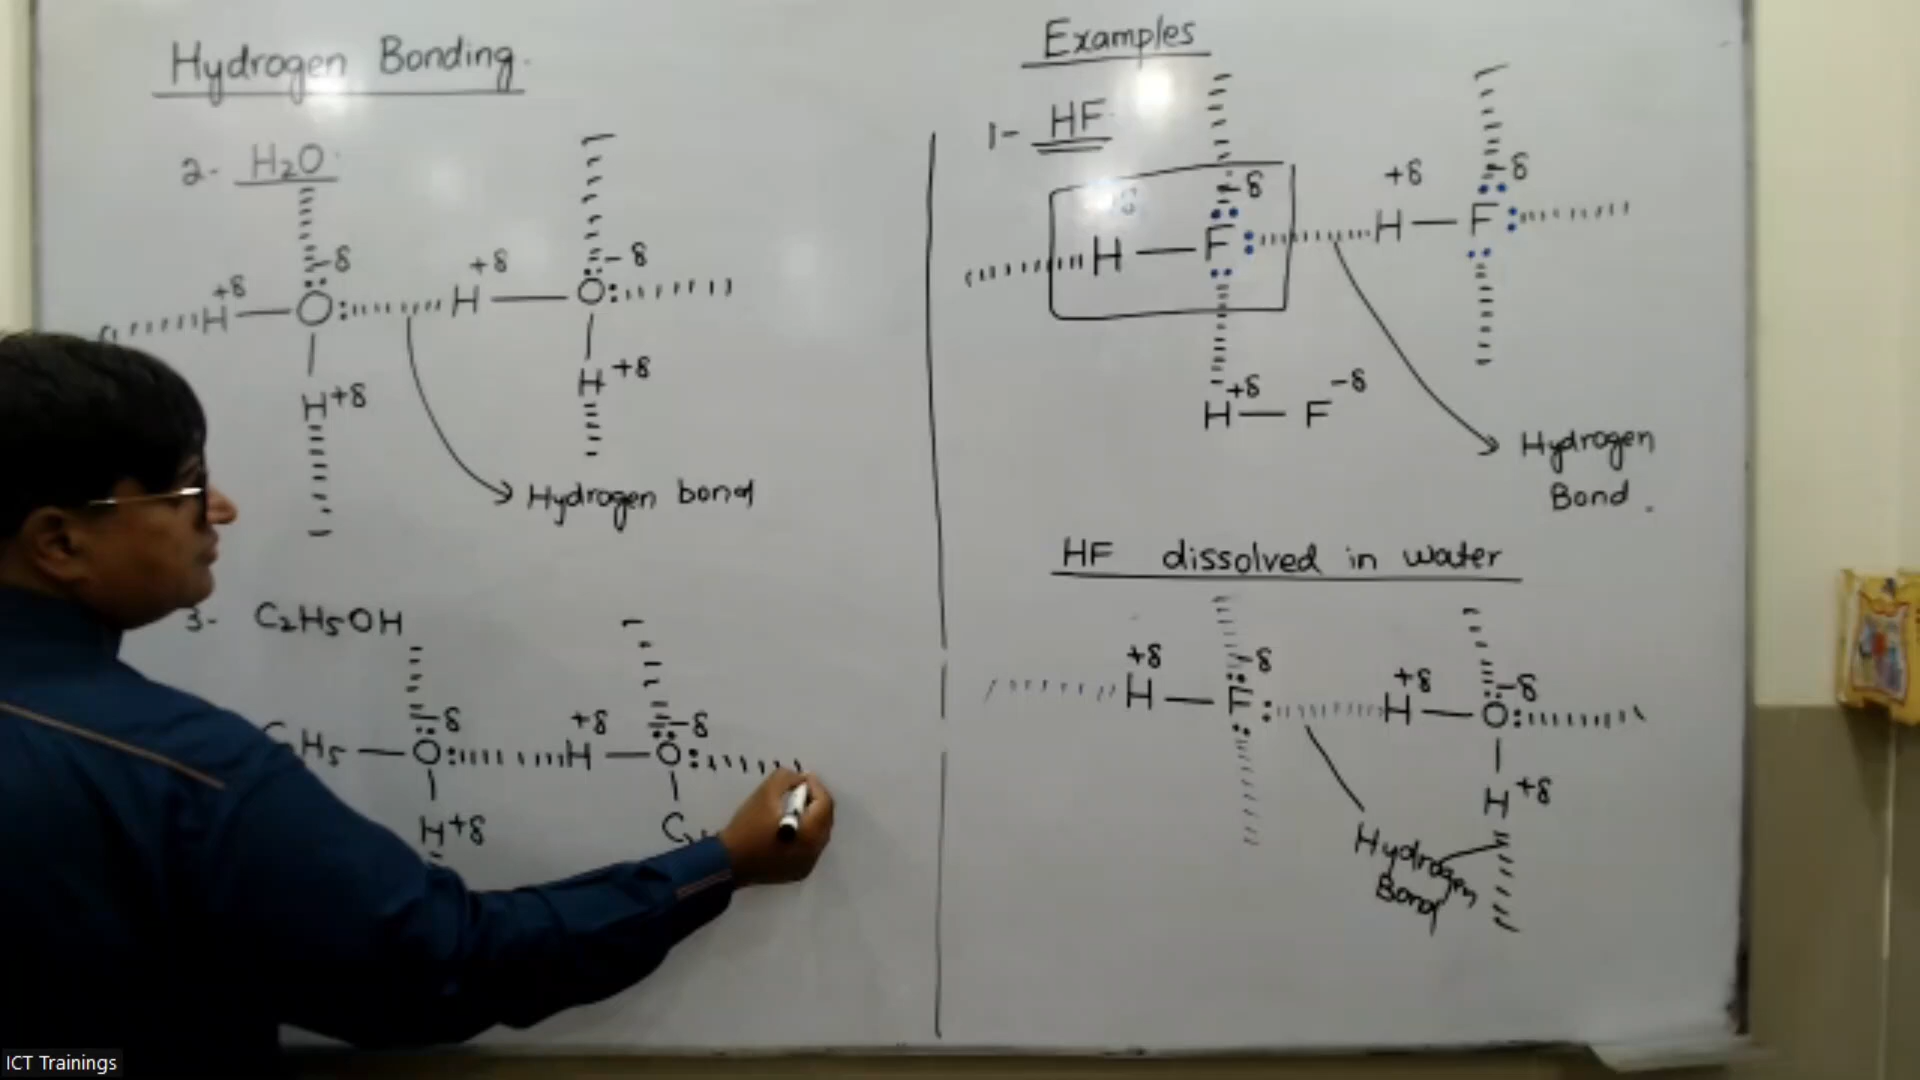 Hydrogen Bonding.
2- H₂O
-δ
+δ
-δ
+δ
H — O: H — O:
H +δ
H +δ
Hydrogen bond
3- C₂H5OH
-δ
+δ
-δ
H5 — O: H — O:
H +δ
Examples
1- HF
-δ
+δ
δ
H — F: H — F:
+δ
-δ
H — F
Hydrogen
Bond.
HF dissolved in water
+δ
δ
+δ
-δ
H — F: H — O:
H +δ
Hydrogen
Bond
ICT Trainings